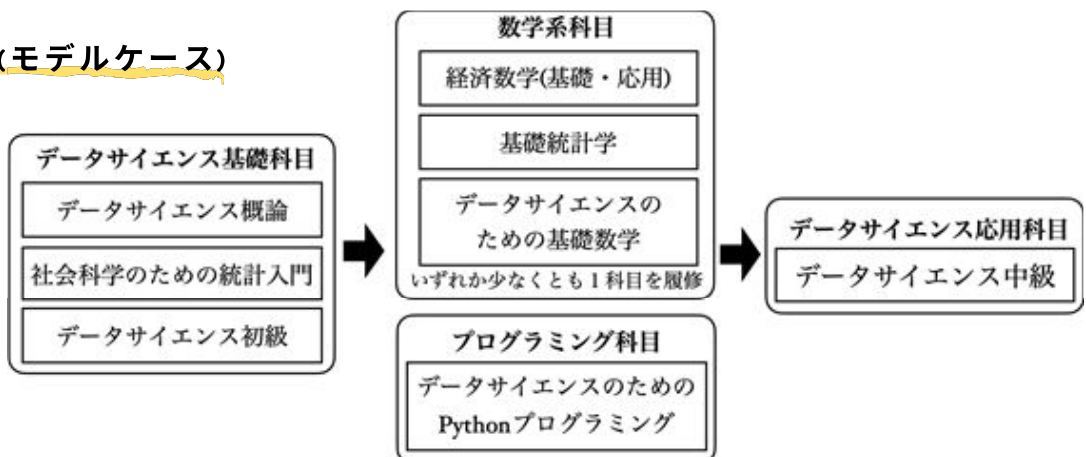 (モデルケース)
データサイエンス基礎科目
データサイエンス概論
社会科学のための統計入門
データサイエンス初級
数学系科目
経済数学(基礎・応用)
基礎統計学
データサイエンスの
ための基礎数学
いずれか少なくとも1科目を履修
プログラミング科目
データサイエンスのための
Pythonプログラミング
データサイエンス応用科目
データサイエンス中級